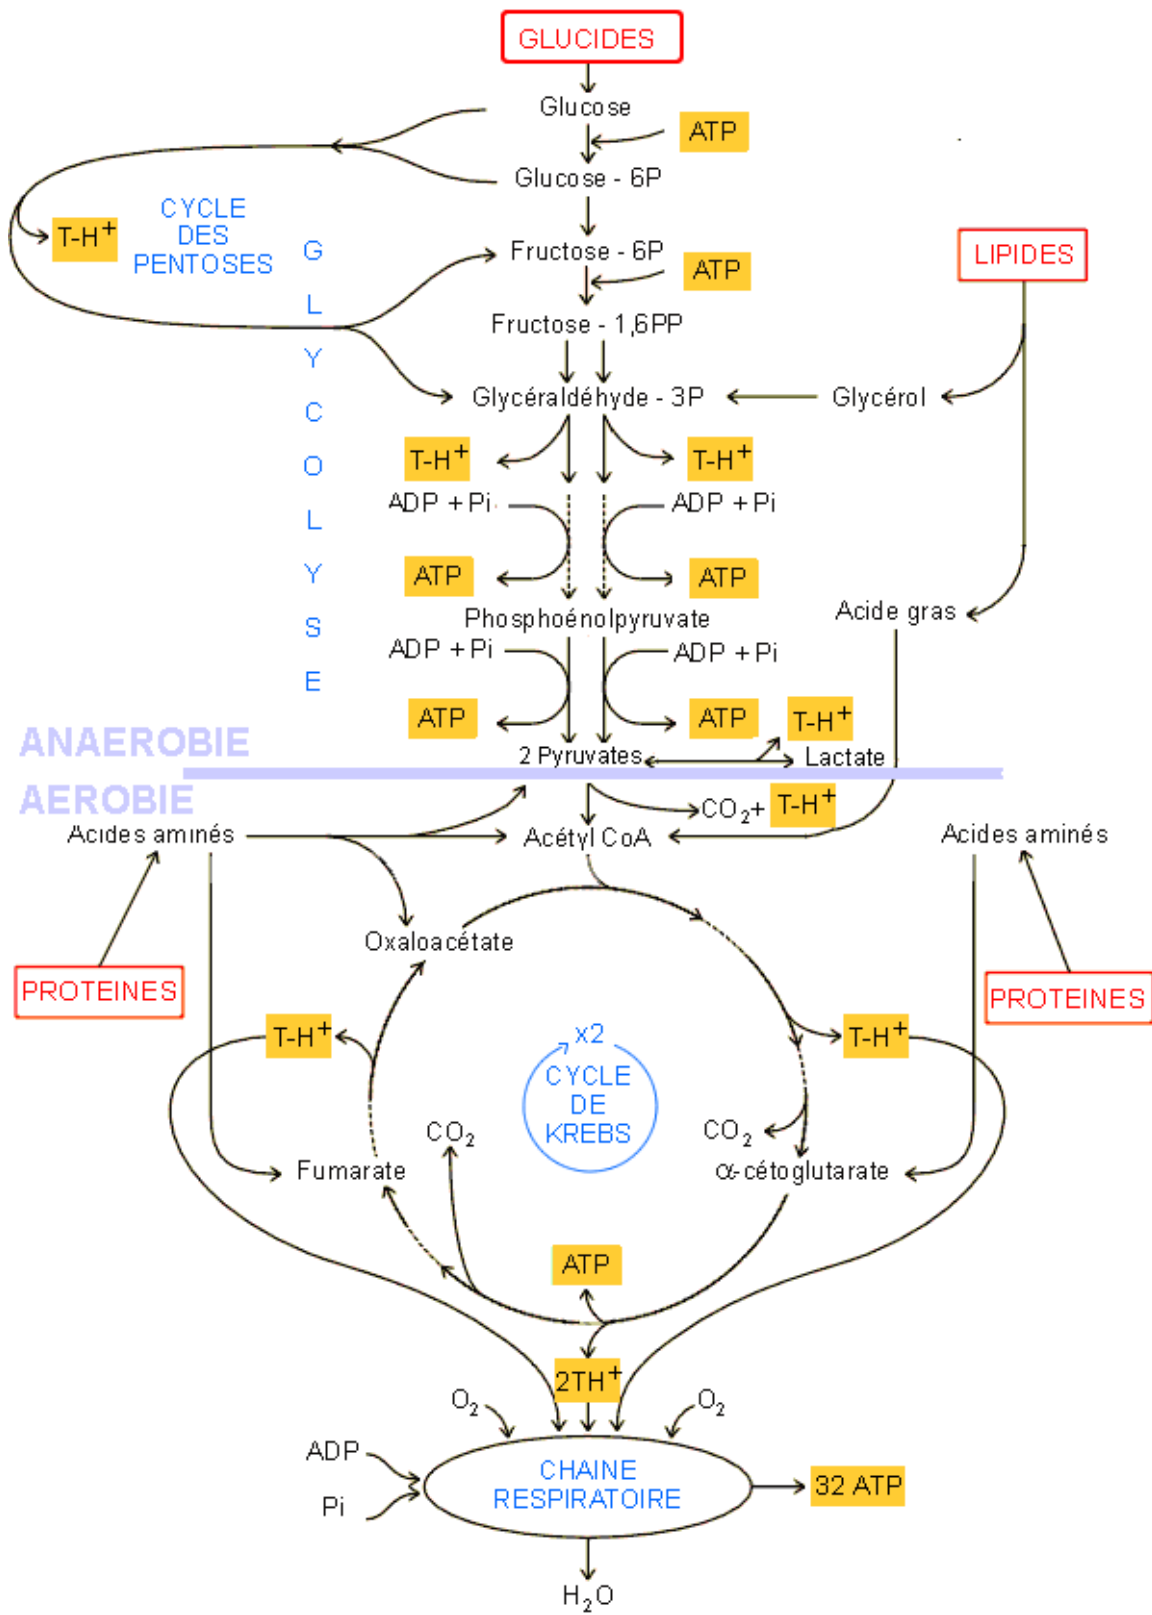 GLUCIDES
Glucose
ATP
Glucose - 6P
CYCLE
DES
PENTOSES
T-H+
GLYCOLYSE
Fructose - 6P
ATP
LIPIDES
Fructose - 1,6PP
Glycéraldéhyde - 3P
Glycérol
T-H+
T-H+
ADP + Pi
ADP + Pi
ATP
ATP
Phosphoénolpyruvate
Acide gras
ADP + Pi
ADP + Pi
ATP
ATP
T-H+
ANAEROBIE
2 Pyruvates
Lactate
AEROBIE
CO2+ T-H+
Acides aminés
Acétyl CoA
Acides aminés
Oxaloacétate
PROTEINES
PROTEINES
T-H+
T-H+
x2
CYCLE
DE
KREBS
CO2
CO2
Fumarate
α-cétoglutarate
ATP
2TH+
O2
O2
ADP
Pi
CHAINE
RESPIRATOIRE
32 ATP
H2O